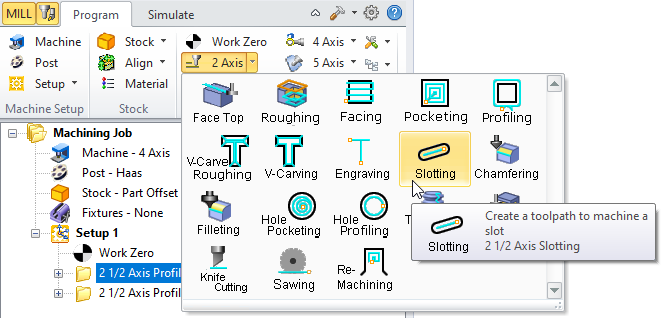 MILL Program Simulate
Machine Stock Work Zero 4 Axis
Post Align 2 Axis 5 Axis
Setup Material
Machine Setup Stock
Face Top Roughing Facing Pocketing Profiling
V-Carve Roughing V-Carving Engraving Slotting Chamfering
Filleting Hole Pocketing Hole Profiling T
Knife Cutting Sawing Re-Machining
Slotting
Create a toolpath to machine a
slot
2 1/2 Axis Slotting
Machining Job
Machine - 4 Axis
Post - Haas
Stock - Part Offset
Fixtures - None
Setup 1
Work Zero
2 1/2 Axis Profil
2 1/2 Axis Profil